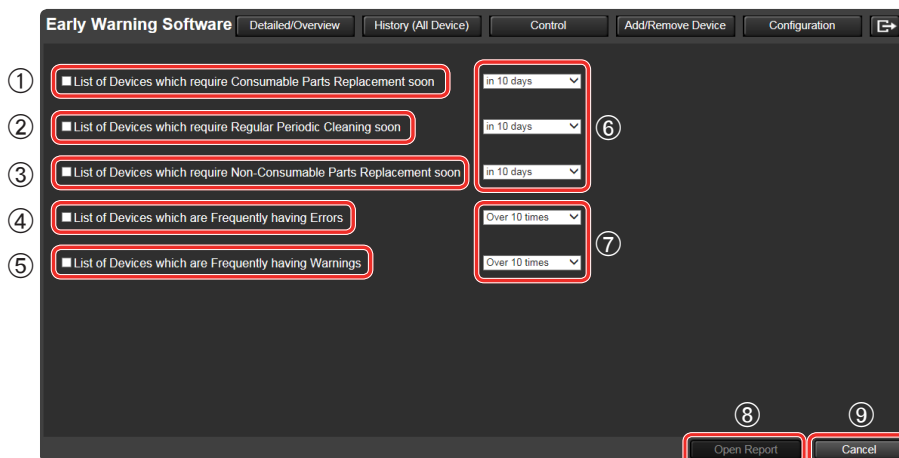 Early Warning Software Detailed/Overview History (All Device) Control Add/Remove Device Configuration
① List of Devices which require Consumable Parts Replacement soon in 10 days
② List of Devices which require Regular Periodic Cleaning soon in 10 days ⑥
③ List of Devices which require Non-Consumable Parts Replacement soon in 10 days
④ List of Devices which are Frequently having Errors Over 10 times
⑦
⑤ List of Devices which are Frequently having Warnings Over 10 times
⑧ ⑨
Open Report Cancel